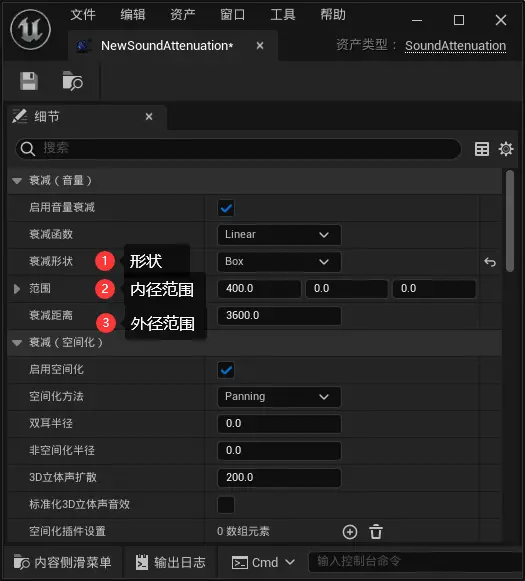 文件 编辑 资产 窗口 工具 帮助
NewSoundAttenuation* 资产类型： SoundAttenuation
细节
搜索
衰减（音量）
启用音量衰减
衰减函数 Linear
衰减形状 1 形状 Box
范围 2 内径范围 400.0 0.0 0.0
衰减距离 3 外径范围 3600.0
衰减（空间化）
启用空间化
空间化方法 Panning
双耳半径 0.0
非空间化半径 0.0
3D立体声扩散 200.0
标准化3D立体声音效
空间化插件设置 0 数组元素
内容侧滑菜单 输出日志 Cmd 输入控制台命令